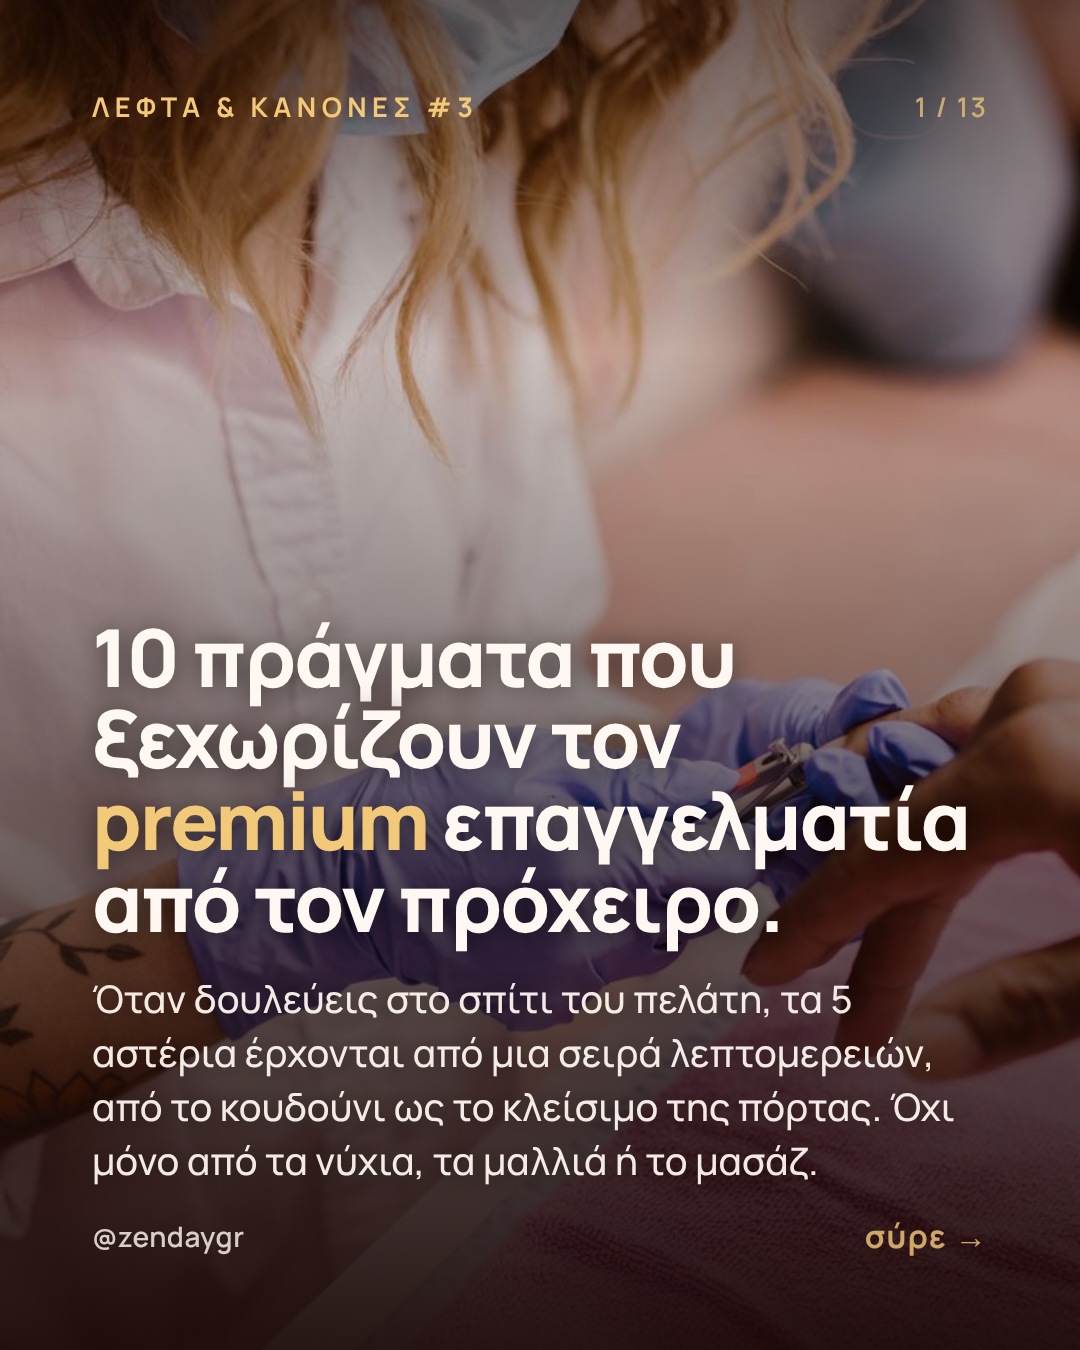 ΛΕΦΤΑ & ΚΑΝΟΝΕΣ #3
1 / 13
10 πράγματα που
ξεχωρίζουν τον
premium επαγγελματία
από τον πρόχειρο.
Όταν δουλεύεις στο σπίτι του πελάτη, τα 5
αστέρια έρχονται από μια σειρά λεπτομερειών,
από το κουδούνι ως το κλείσιμο της πόρτας. Όχι
μόνο από τα νύχια, τα μαλλιά ή το μασάζ.
@zendaygr
σύρε →